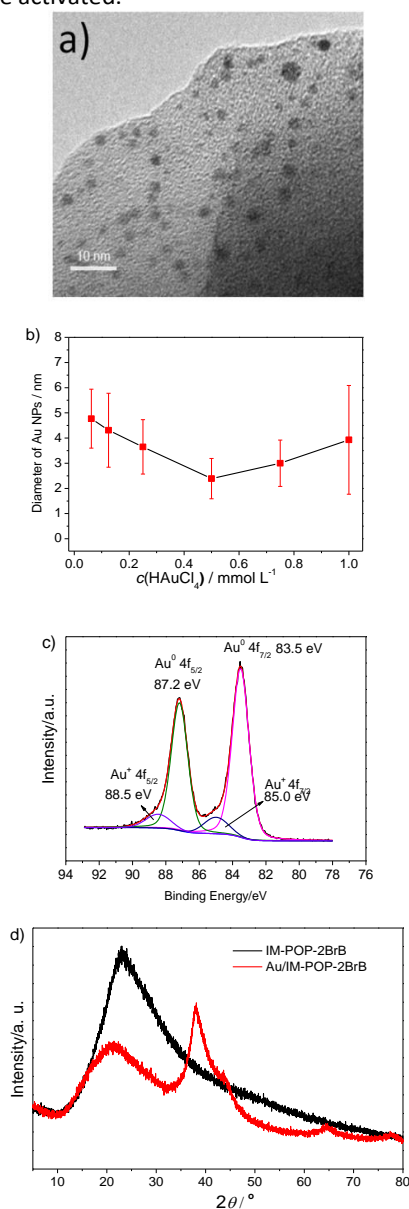 e activated.
a)
10 nm
b)
8
7
6
5
4
3
2
1
0
Diameter of Au NPs / nm
0.0 0.2 0.4 0.6 0.8 1.0
c(HAuCl₄) / mmol L⁻¹
c)
Au⁰ 4f₇/₂ 83.5 eV
Au⁰ 4f₅/₂
87.2 eV
Au⁺ 4f₅/₂
88.5 eV
Au⁺ 4f₇/₂
85.0 eV
Intensity/a.u.
94 92 90 88 86 84 82 80 78 76
Binding Energy/eV
d)
IM-POP-2BrB
Au/IM-POP-2BrB
Intensity/a. u.
10 20 30 40 50 60 70 80
2θ/°